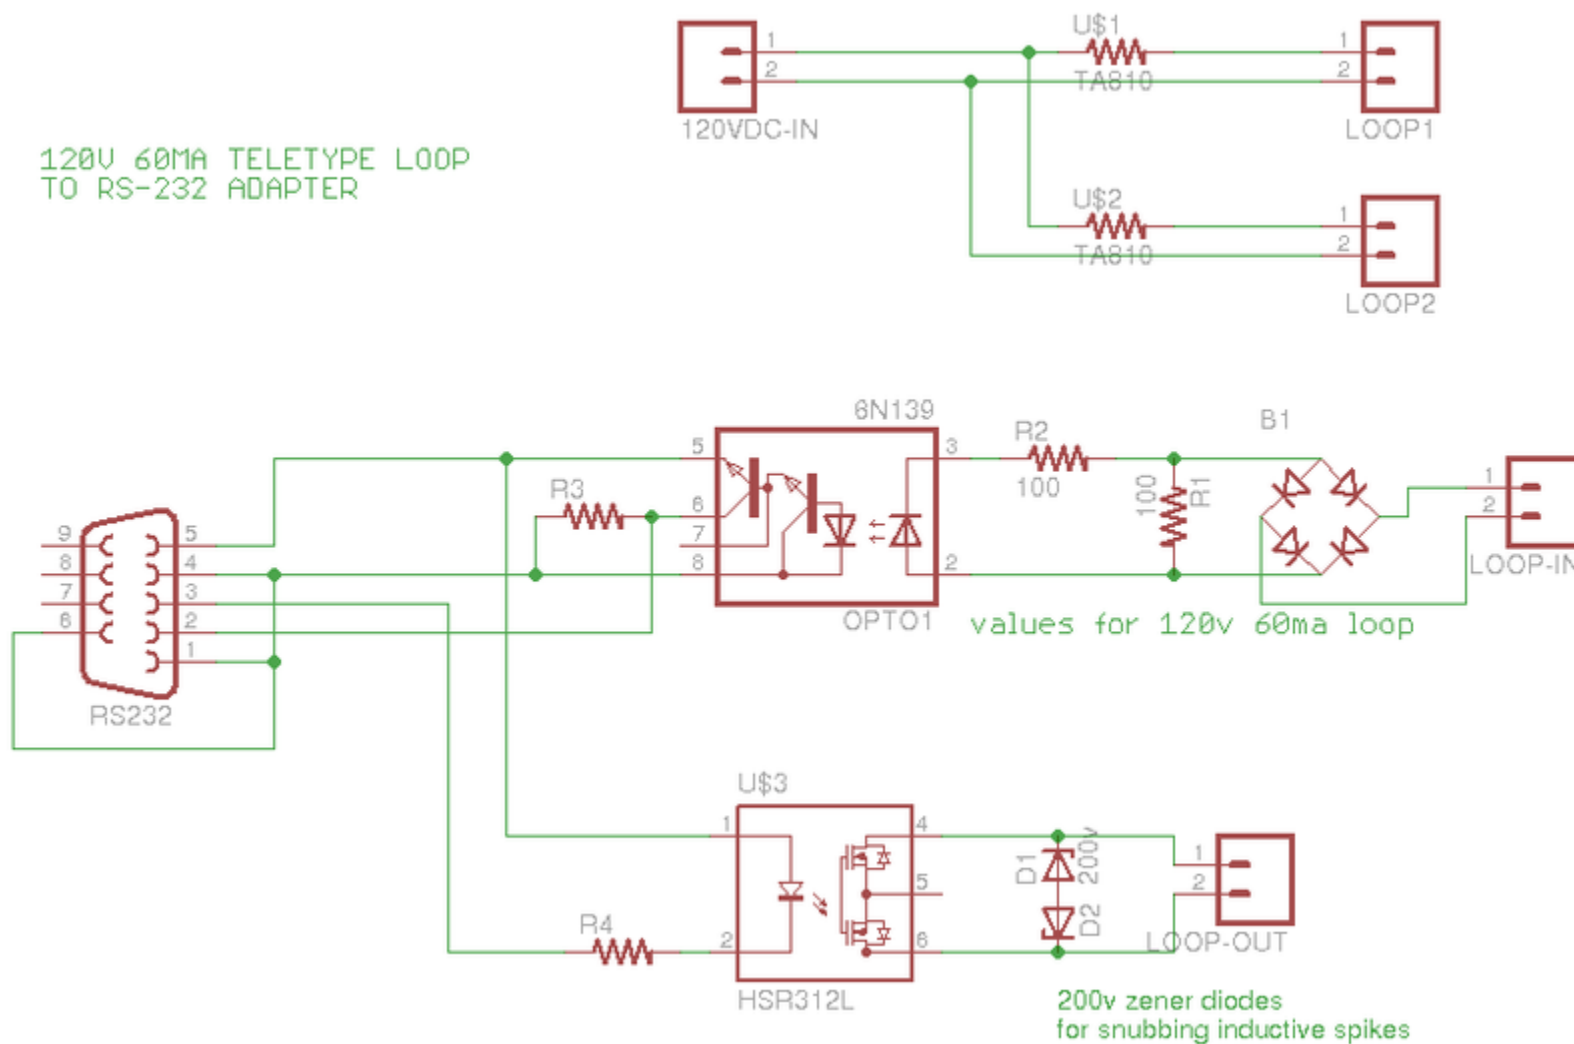 U$1
1
2
TA810
1
2
120VDC-IN
LOOP1
120V 60MA TELETYPE LOOP
TO RS-232 ADAPTER
U$2
1
2
TA810
LOOP2
6N139
B1
5
3
R2
100
R3
6
7
8
2
100
R1
1
2
LOOP-IN
9
8
7
6
5
4
3
2
1
OPTO1
values for 120v 60ma loop
RS232
U$3
1
4
D1
200v
1
2
5
R4
2
6
D2
LOOP-OUT
HSR312L
200v zener diodes
for snubbing inductive spikes